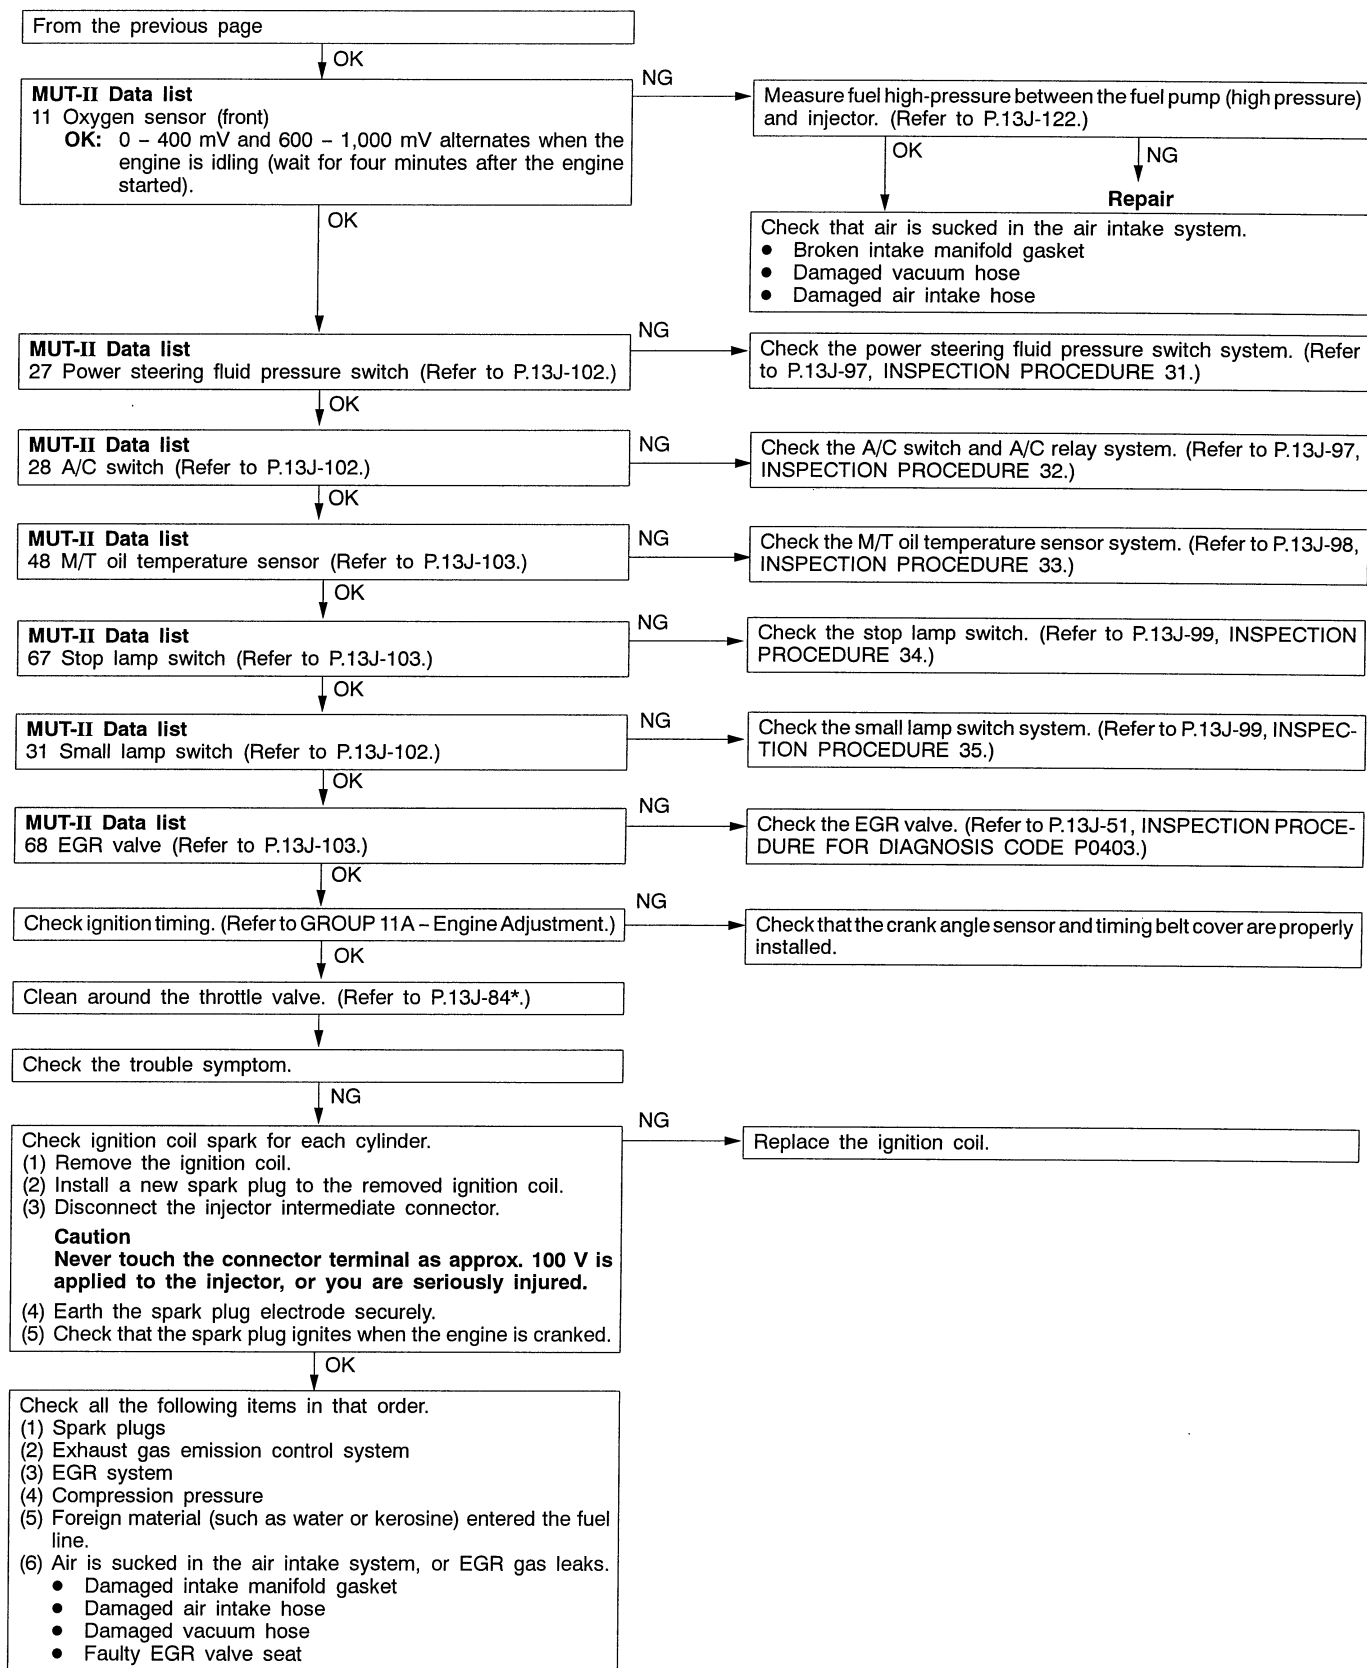 From the previous page
OK
MUT-II Data list
11 Oxygen sensor (front)
OK: 0 – 400 mV and 600 – 1,000 mV alternates when the
engine is idling (wait for four minutes after the engine
started).
NG
Measure fuel high-pressure between the fuel pump (high pressure)
and injector. (Refer to P.13J-122.)
OK
NG
Repair
Check that air is sucked in the air intake system.
● Broken intake manifold gasket
● Damaged vacuum hose
● Damaged air intake hose
OK
MUT-II Data list
27 Power steering fluid pressure switch (Refer to P.13J-102.)
NG
Check the power steering fluid pressure switch system. (Refer
to P.13J-97, INSPECTION PROCEDURE 31.)
OK
MUT-II Data list
28 A/C switch (Refer to P.13J-102.)
NG
Check the A/C switch and A/C relay system. (Refer to P.13J-97,
INSPECTION PROCEDURE 32.)
OK
MUT-II Data list
48 M/T oil temperature sensor (Refer to P.13J-103.)
NG
Check the M/T oil temperature sensor system. (Refer to P.13J-98,
INSPECTION PROCEDURE 33.)
OK
MUT-II Data list
67 Stop lamp switch (Refer to P.13J-103.)
NG
Check the stop lamp switch. (Refer to P.13J-99, INSPECTION
PROCEDURE 34.)
OK
MUT-II Data list
31 Small lamp switch (Refer to P.13J-102.)
NG
Check the small lamp switch system. (Refer to P.13J-99, INSPEC-
TION PROCEDURE 35.)
OK
MUT-II Data list
68 EGR valve (Refer to P.13J-103.)
NG
Check the EGR valve. (Refer to P.13J-51, INSPECTION PROCE-
DURE FOR DIAGNOSIS CODE P0403.)
OK
Check ignition timing. (Refer to GROUP 11A – Engine Adjustment.)
NG
Check that the crank angle sensor and timing belt cover are properly
installed.
OK
Clean around the throttle valve. (Refer to P.13J-84*.)
Check the trouble symptom.
NG
Check ignition coil spark for each cylinder.
(1) Remove the ignition coil.
(2) Install a new spark plug to the removed ignition coil.
(3) Disconnect the injector intermediate connector.
Caution
Never touch the connector terminal as approx. 100 V is
applied to the injector, or you are seriously injured.
(4) Earth the spark plug electrode securely.
(5) Check that the spark plug ignites when the engine is cranked.
NG
Replace the ignition coil.
OK
Check all the following items in that order.
(1) Spark plugs
(2) Exhaust gas emission control system
(3) EGR system
(4) Compression pressure
(5) Foreign material (such as water or kerosine) entered the fuel
line.
(6) Air is sucked in the air intake system, or EGR gas leaks.
● Damaged intake manifold gasket
● Damaged air intake hose
● Damaged vacuum hose
● Faulty EGR valve seat